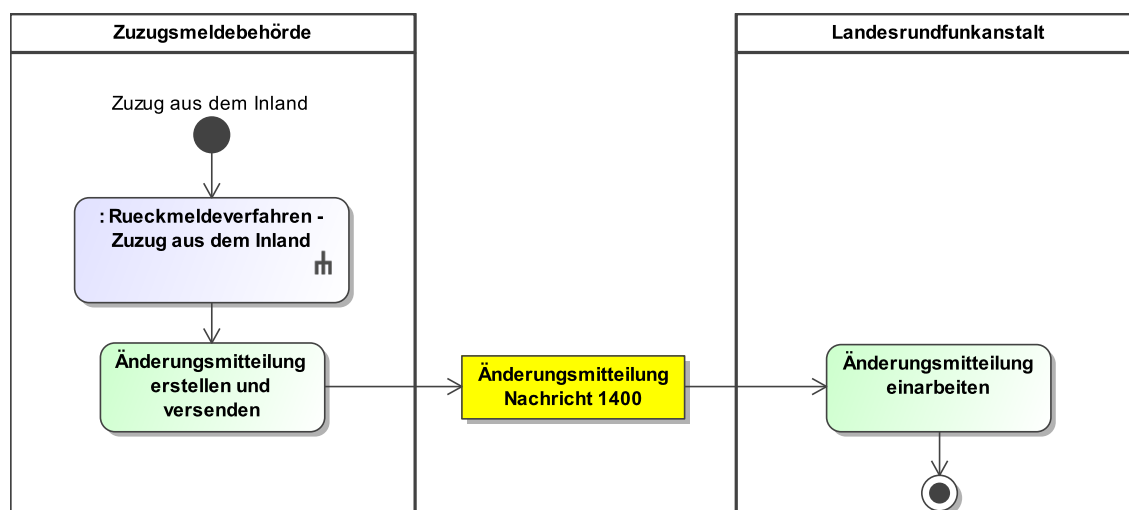 Zuzugsmeldebehörde
Landesrundfunkanstalt
Zuzug aus dem Inland
: Rueckmeldeverfahren -
Zuzug aus dem Inland
Änderungsmitteilung
erstellen und
versenden
Änderungsmitteilung
Nachricht 1400
Änderungsmitteilung
einarbeiten